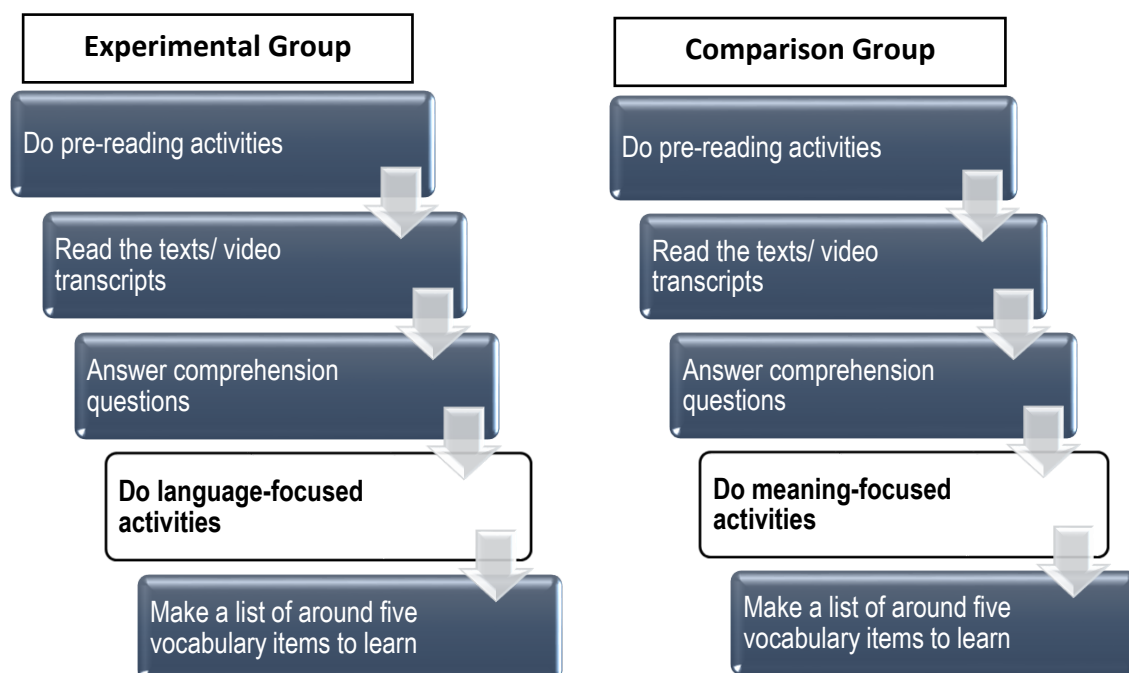 Experimental Group
Do pre-reading activities
Read the texts/ video
transcripts
Answer comprehension
questions
Do language-focused
activities
Make a list of around five
vocabulary items to learn
Comparison Group
Do pre-reading activities
Read the texts/ video
transcripts
Answer comprehension
questions
Do meaning-focused
activities
Make a list of around five
vocabulary items to learn